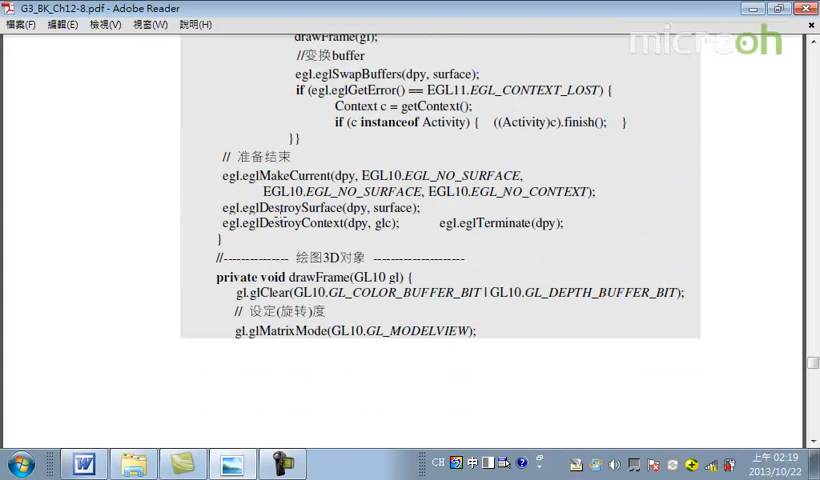 G3_BK_Ch12-8.pdf - Adobe Reader
檔案(F) 編輯(E) 檢視(V) 視窗(W) 說明(H)
microoh
drawFrame(gl);
//变换buffer
egl.eglSwapBuffers(dpy, surface);
if (egl.eglGetError() == EGL11.EGL_CONTEXT_LOST) {
Context c = getContext();
if (c instanceof Activity) { ((Activity)c).finish(); }
}}
// 准备结束
egl.eglMakeCurrent(dpy, EGL10.EGL_NO_SURFACE,
EGL10.EGL_NO_SURFACE, EGL10.EGL_NO_CONTEXT);
egl.eglDestroySurface(dpy, surface);
egl.eglDestroyContext(dpy, glc); egl.eglTerminate(dpy);
}
//--------------- 绘图3D对象 ---------------------
private void drawFrame(GL10 gl) {
gl.glClear(GL10.GL_COLOR_BUFFER_BIT | GL10.GL_DEPTH_BUFFER_BIT);
// 设定(旋转)度
gl.glMatrixMode(GL10.GL_MODELVIEW);
CH 中
上午 02:19
2013/10/22